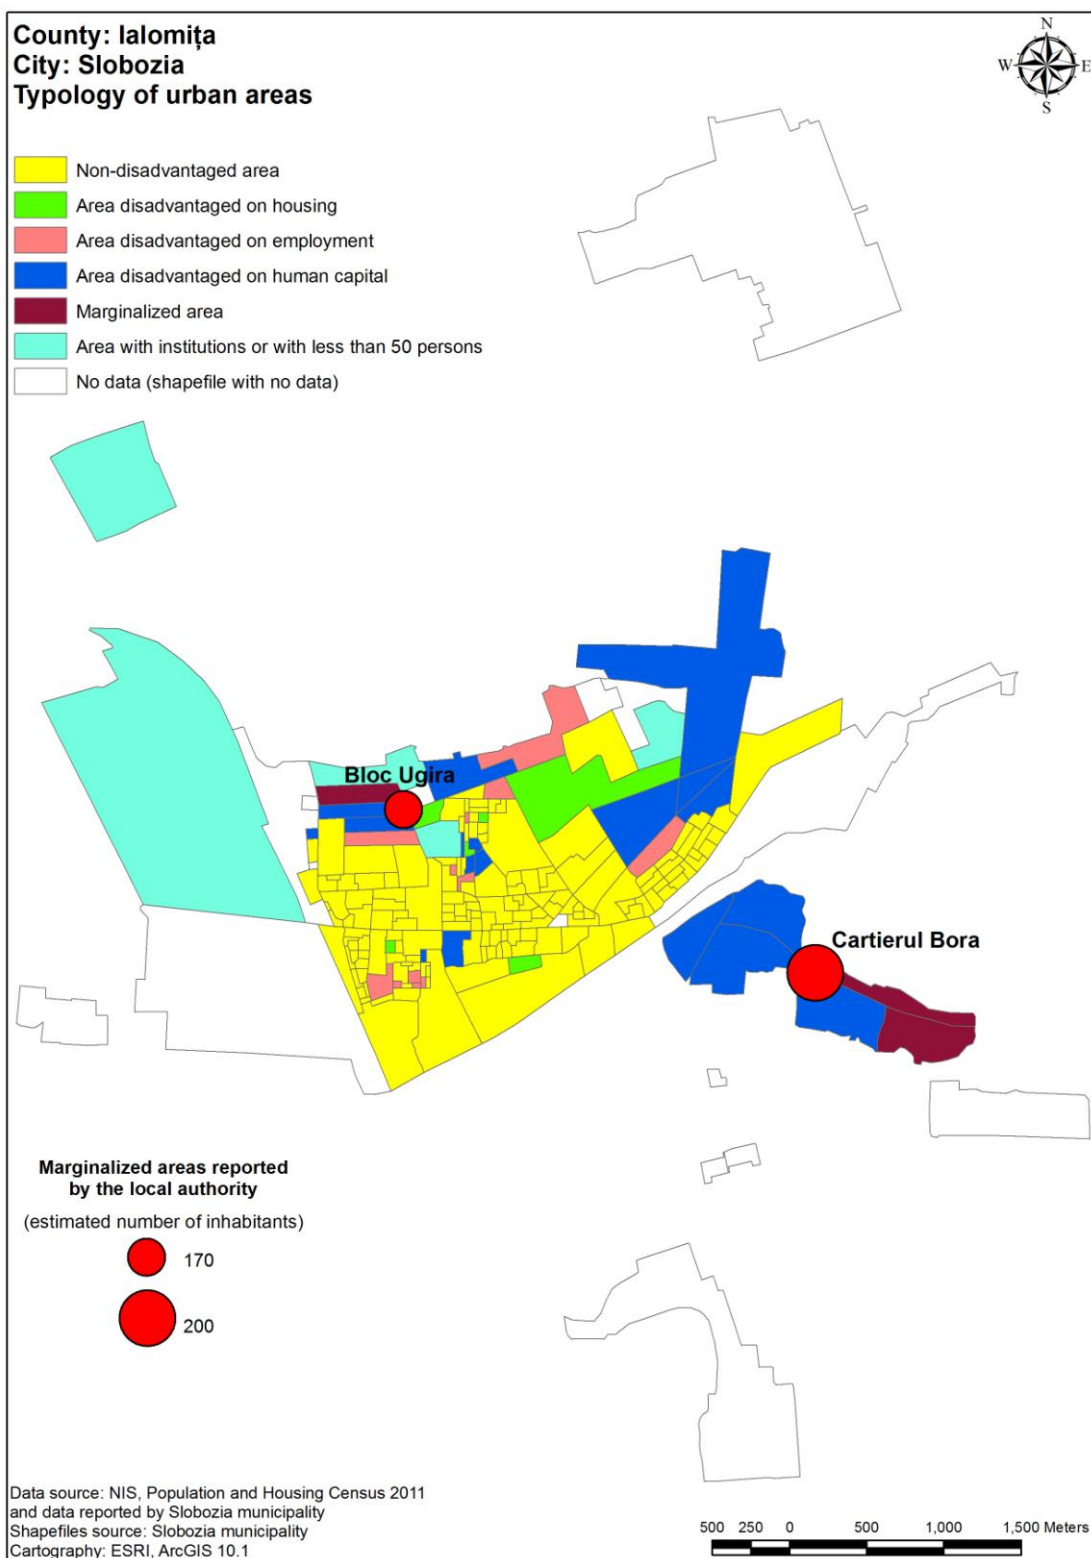 County: Ialomița
City: Slobozia
Typology of urban areas
N
W
E
S
Non-disadvantaged area
Area disadvantaged on housing
Area disadvantaged on employment
Area disadvantaged on human capital
Marginalized area
Area with institutions or with less than 50 persons
No data (shapefile with no data)
Bloc Ugira
Cartierul Bora
Marginalized areas reported
by the local authority
(estimated number of inhabitants)
170
200
Data source: NIS, Population and Housing Census 2011
and data reported by Slobozia municipality
Shapefiles source: Slobozia municipality
Cartography: ESRI, ArcGIS 10.1
500 250 0 500 1,000 1,500 Meters